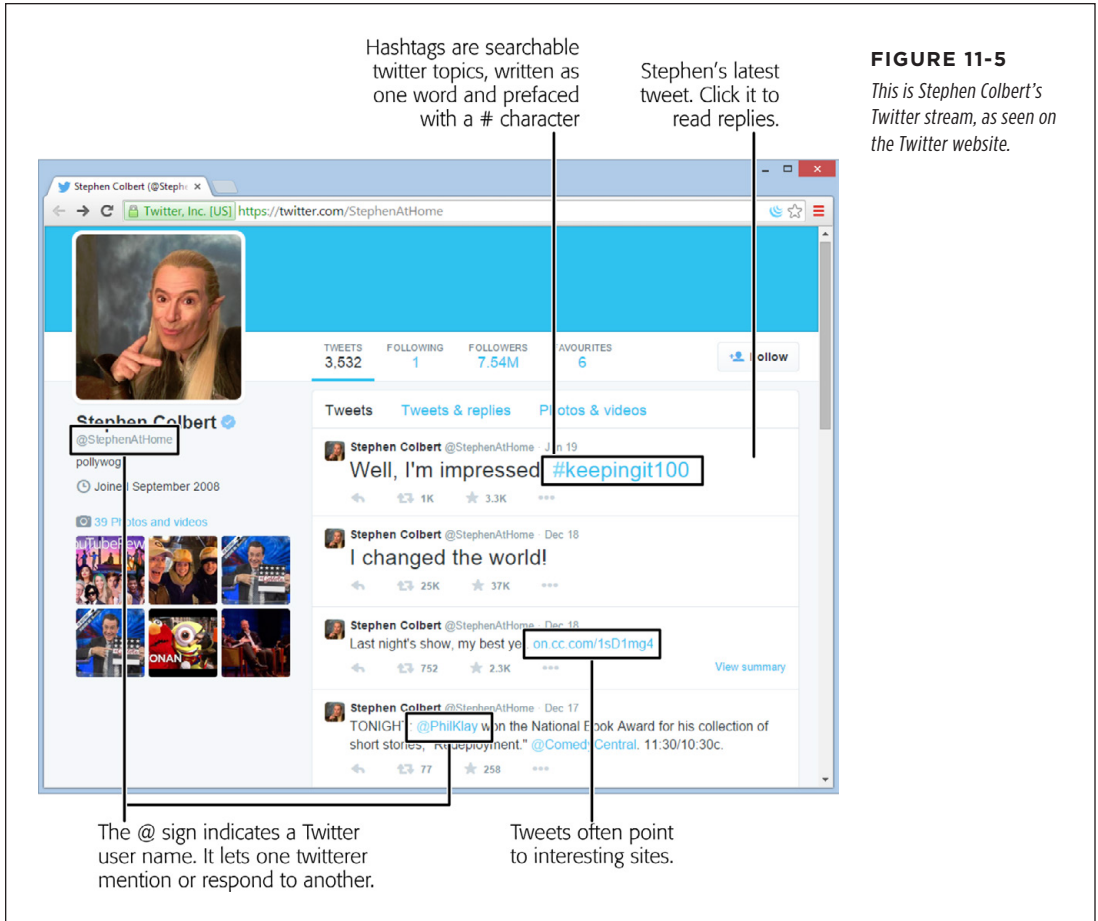 Hashtags are searchable
twitter topics, written as
one word and prefaced
with a # character
Stephen's latest
tweet. Click it to
read replies.
FIGURE 11-5
This is Stephen Colbert's
Twitter stream, as seen on
the Twitter website.
Stephen Colbert (@Steph
Twitter, Inc. [US] https://twitter.com/StephenAtHome
TWEETS FOLLOWING FOLLOWERS FAVOURITES
3,532 1 7.54M 6
Follow
Stephen Colbert
@StephenAtHome
pollywog
Joined September 2008
39 Photos and videos
ONAN
Tweets Tweets & replies Photos & videos
Stephen Colbert @StephenAtHome · Jan 19
Well, I'm impressed #keepingit100
1K 3.3K
Stephen Colbert @StephenAtHome · Dec 18
I changed the world!
25K 37K
Stephen Colbert @StephenAtHome · Dec 18
Last night's show, my best yet. on.cc.com/1sD1mg4
752 2.3K View summary
Stephen Colbert @StephenAtHome · Dec 17
TONIGHT: @PhilKlay won the National Book Award for his collection of
short stories, "Redeployment." @ComedyCentral. 11:30/10:30c.
77 258
The @ sign indicates a Twitter
user name. It lets one twitterer
mention or respond to another.
Tweets often point
to interesting sites.